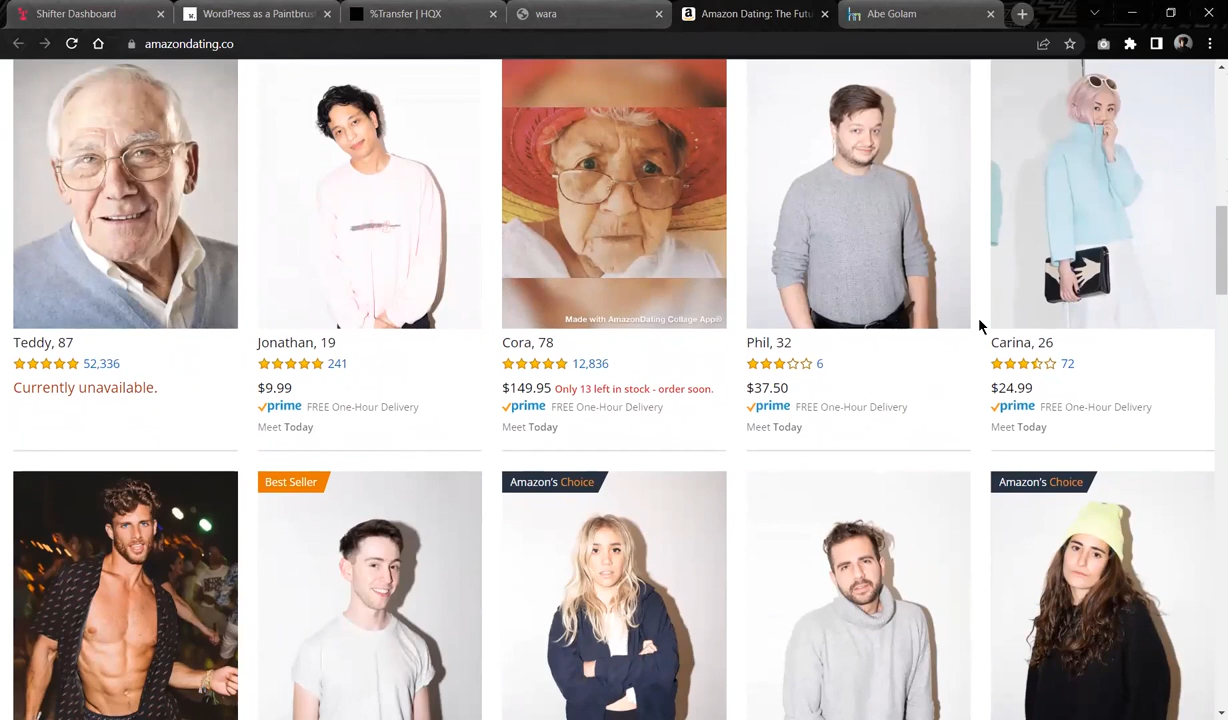 Shifter Dashboard
WordPress as a Paintbrus
%Transfer | HQX
wara
Amazon Dating: The Futu
Abe Golam
amazondating.co
Made with AmazonDating Collage App®
Teddy, 87
52,336
Currently unavailable.
Jonathan, 19
241
$9.99
prime FREE One-Hour Delivery
Meet Today
Cora, 78
12,836
$149.95 Only 13 left in stock - order soon.
prime FREE One-Hour Delivery
Meet Today
Phil, 32
6
$37.50
prime FREE One-Hour Delivery
Meet Today
Carina, 26
72
$24.99
prime FREE One-Hour Delivery
Meet Today
Best Seller
Amazon's Choice
Amazon's Choice